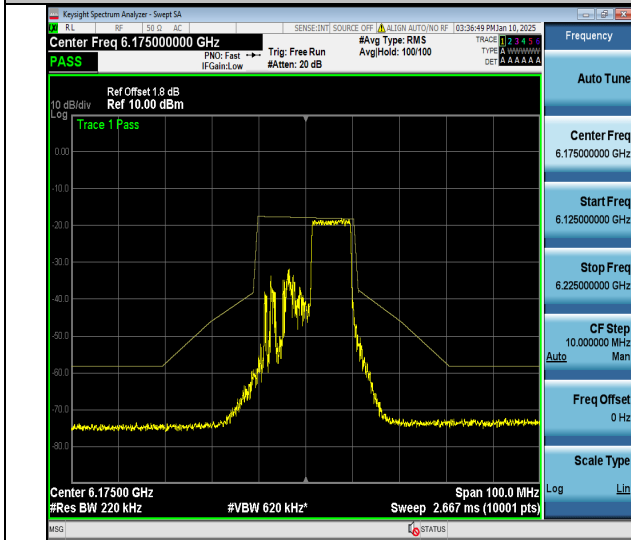 Keysight Spectrum Analyzer - Swept SA
RL RF 50 Ω AC SENSE:INT SOURCE OFF ALIGN AUTO/NO RF 03:36:49 PM Jan 10, 2025
Center Freq 6.175000000 GHz
PASS
PNO: Fast
IFGain:Low
Trig: Free Run
#Atten: 20 dB
#Avg Type: RMS
Avg|Hold: 100/100
TRACE 1 2 3 4 5 6
TYPE A WWWWW
DET A A A A A A
Ref Offset 1.8 dB
10 dB/div Ref 10.00 dBm
Log
Trace 1 Pass
0.00
-10.0
-20.0
-30.0
-40.0
-50.0
-60.0
-70.0
-80.0
Center 6.17500 GHz Span 100.0 MHz
#Res BW 220 kHz #VBW 620 kHz* Sweep 2.667 ms (10001 pts)
MSG STATUS
Frequency
Auto Tune
Center Freq
6.175000000 GHz
Start Freq
6.125000000 GHz
Stop Freq
6.225000000 GHz
CF Step
10.000000 MHz
Auto Man
Freq Offset
0 Hz
Scale Type
Log Lin